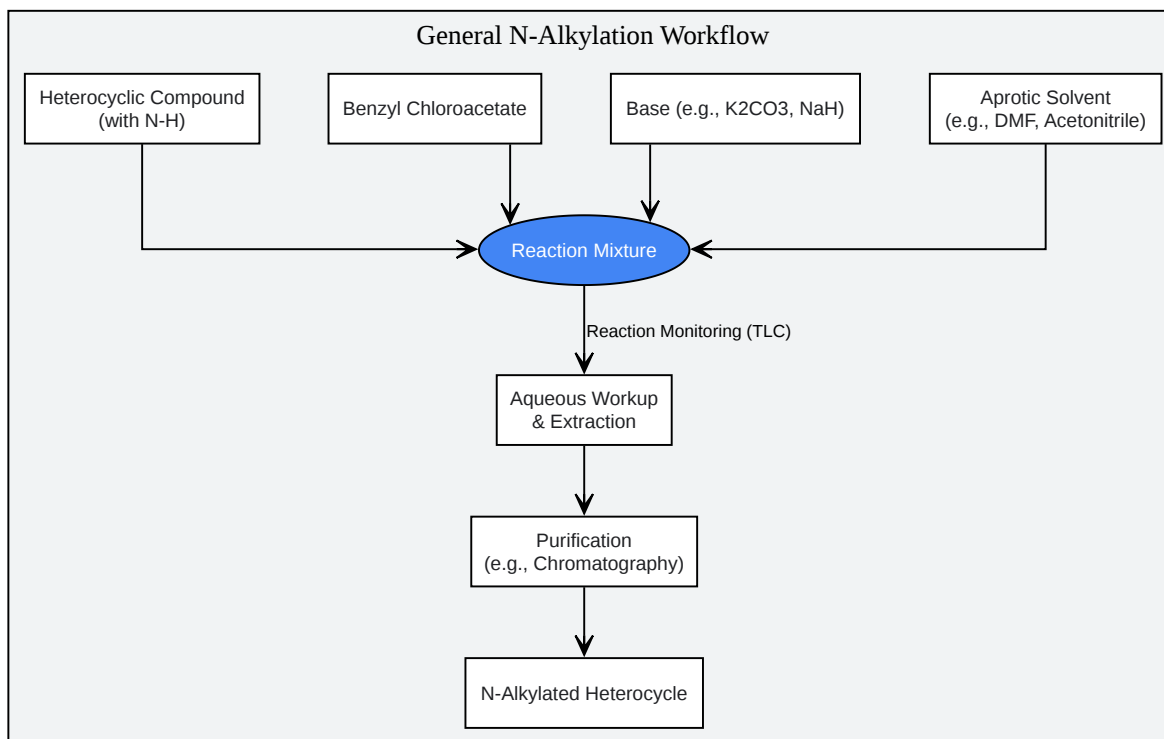 General N-Alkylation Workflow
Heterocyclic Compound
(with N-H)
Benzyl Chloroacetate
Base (e.g., K2CO3, NaH)
Aprotic Solvent
(e.g., DMF, Acetonitrile)
Reaction Mixture
Reaction Monitoring (TLC)
Aqueous Workup
& Extraction
Purification
(e.g., Chromatography)
N-Alkylated Heterocycle